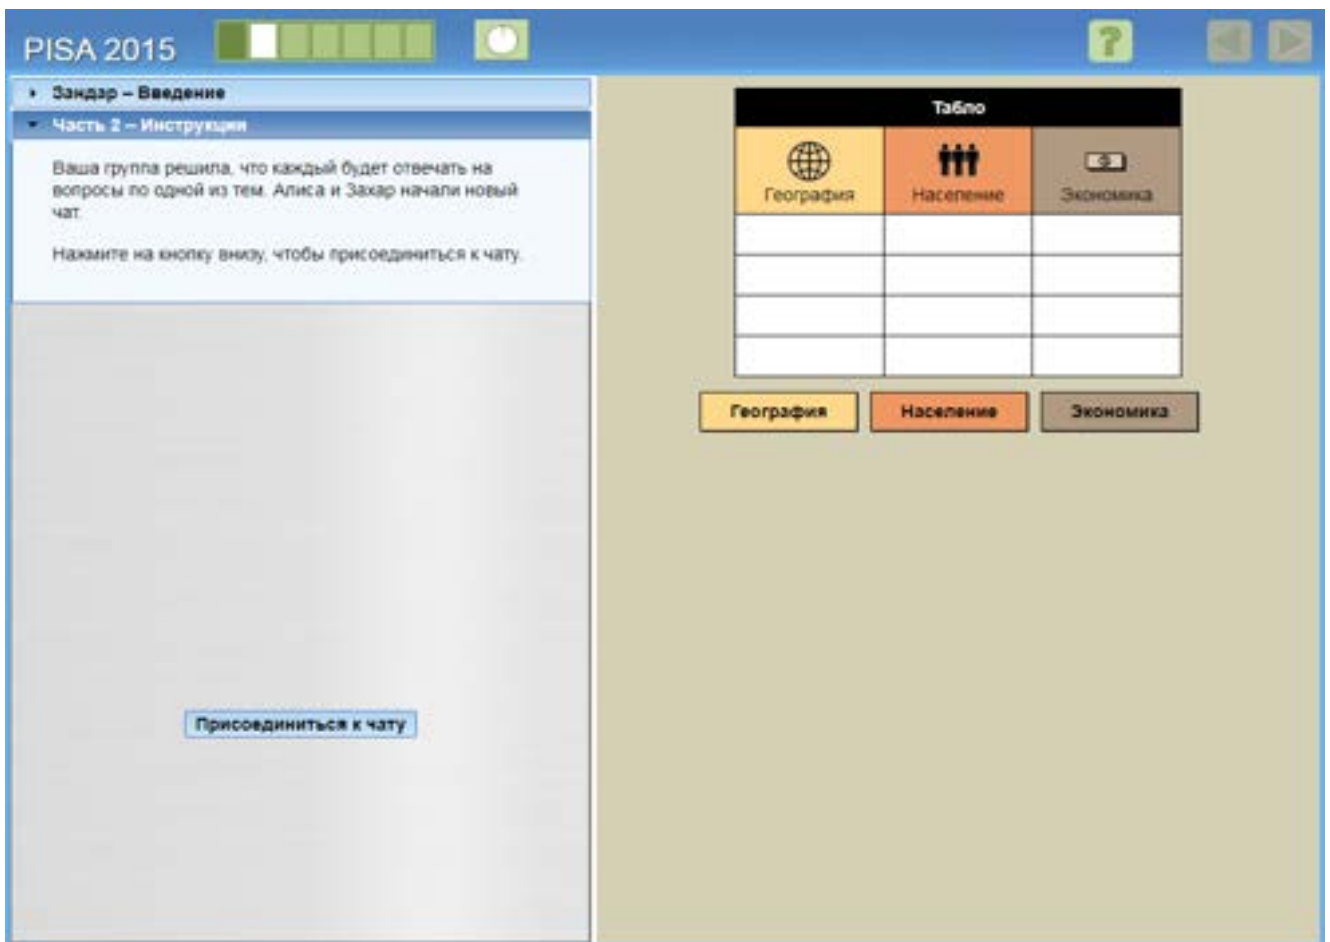 PISA 2015
?
Зандар – Введение
Часть 2 – Инструкции
Ваша группа решила, что каждый будет отвечать на
вопросы по одной из тем. Алиса и Захар начали новый
чат.
Нажмите на кнопку внизу, чтобы присоединиться к чату.
Присоединиться к чату
Табло
География Население Экономика
География Население Экономика